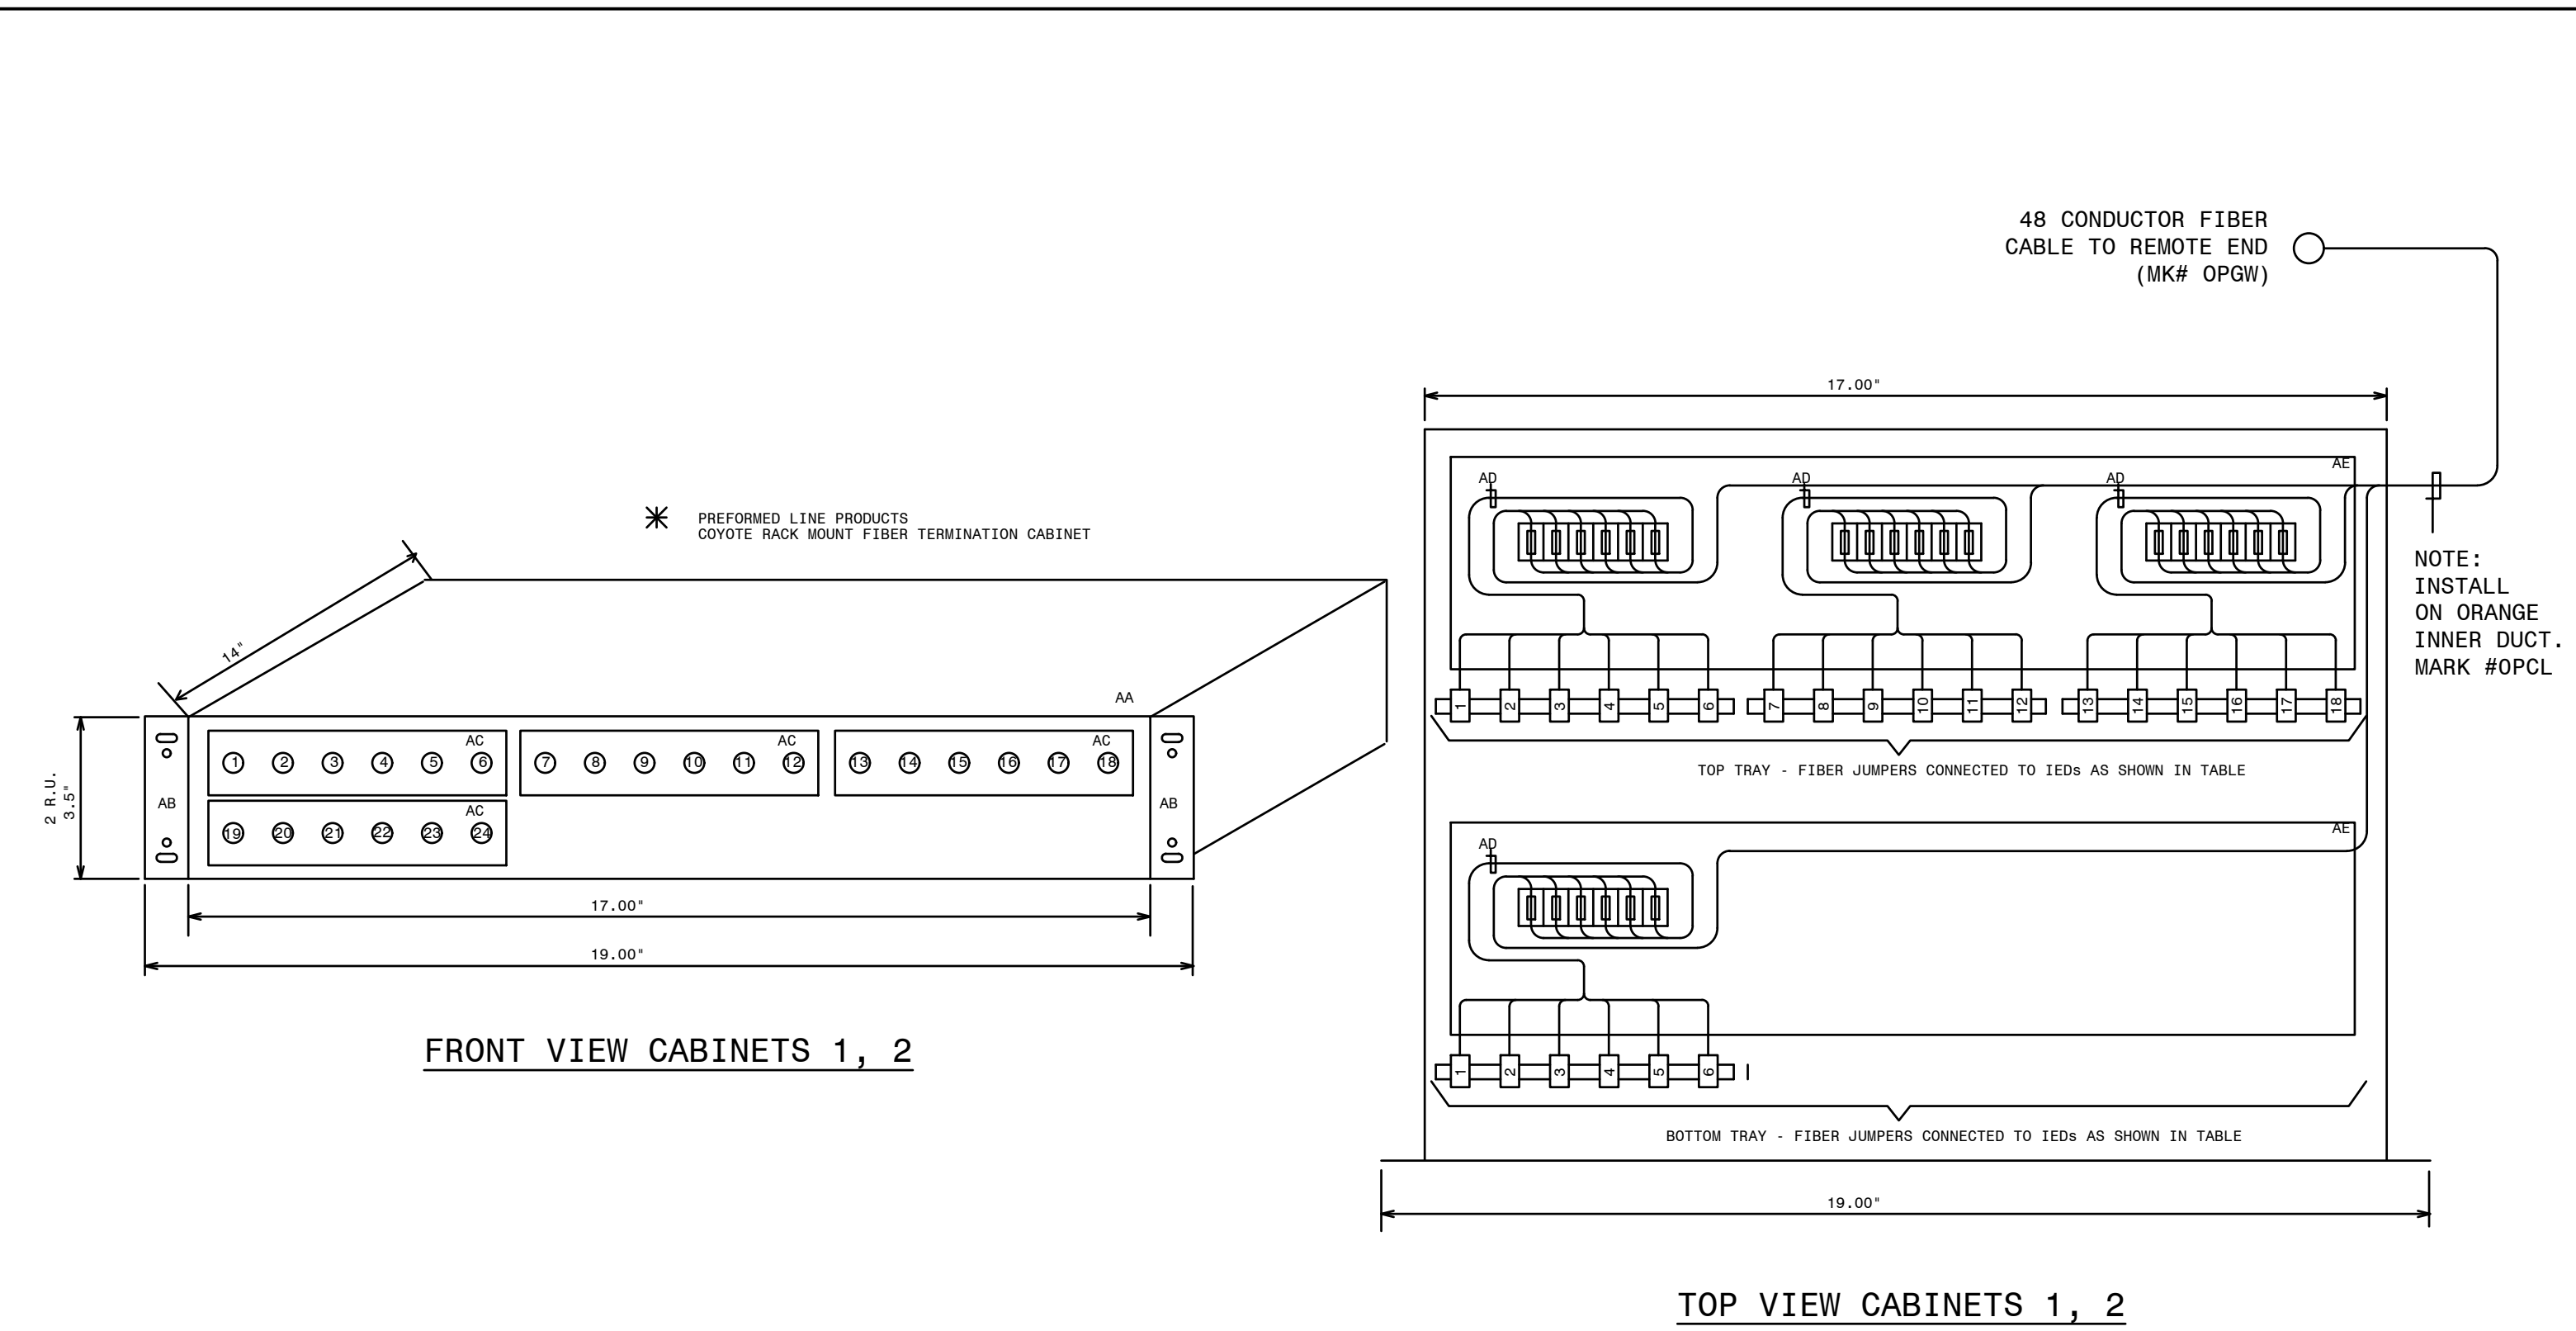 48 CONDUCTOR FIBER
CABLE TO REMOTE END
(MK# OPGW)
17.00"
PREFORMED LINE PRODUCTS
COYOTE RACK MOUNT FIBER TERMINATION CABINET
14"
AA
AC AC AC
1 2 3 4 5 6 7 8 9 10 11 12 13 14 15 16 17 18
AB AB
AC
19 20 21 22 23 24
2 R.U.
3.5"
17.00"
19.00"
FRONT VIEW CABINETS 1, 2
AE
AD AD AD
NOTE:
INSTALL
ON ORANGE
INNER DUCT.
MARK #OPCL
1 2 3 4 5 6 7 8 9 10 11 12 13 14 15 16 17 18
TOP TRAY - FIBER JUMPERS CONNECTED TO IEDs AS SHOWN IN TABLE
AE
AD
1 2 3 4 5 6
BOTTOM TRAY - FIBER JUMPERS CONNECTED TO IEDs AS SHOWN IN TABLE
19.00"
TOP VIEW CABINETS 1, 2